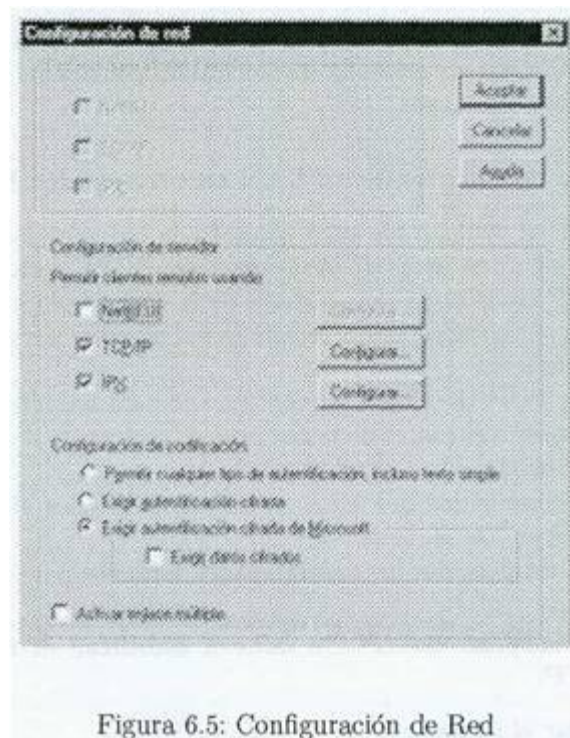 Configuración de red
Aceptar
Cancelar
Ayuda
IPX
Configuración de servidor
Permitir clientes remotos usando
NetBEUI
Configurar...
TCP/IP
Configurar...
IPX
Configurar...
Configuración de codificación
Permitir cualquier tipo de autentificación, incluso texto simple
Exigir autentificación cifrada
Exigir autentificación cifrada de Microsoft
Exigir datos cifrados
Activar enlace múltiple
Figura 6.5: Configuración de Red